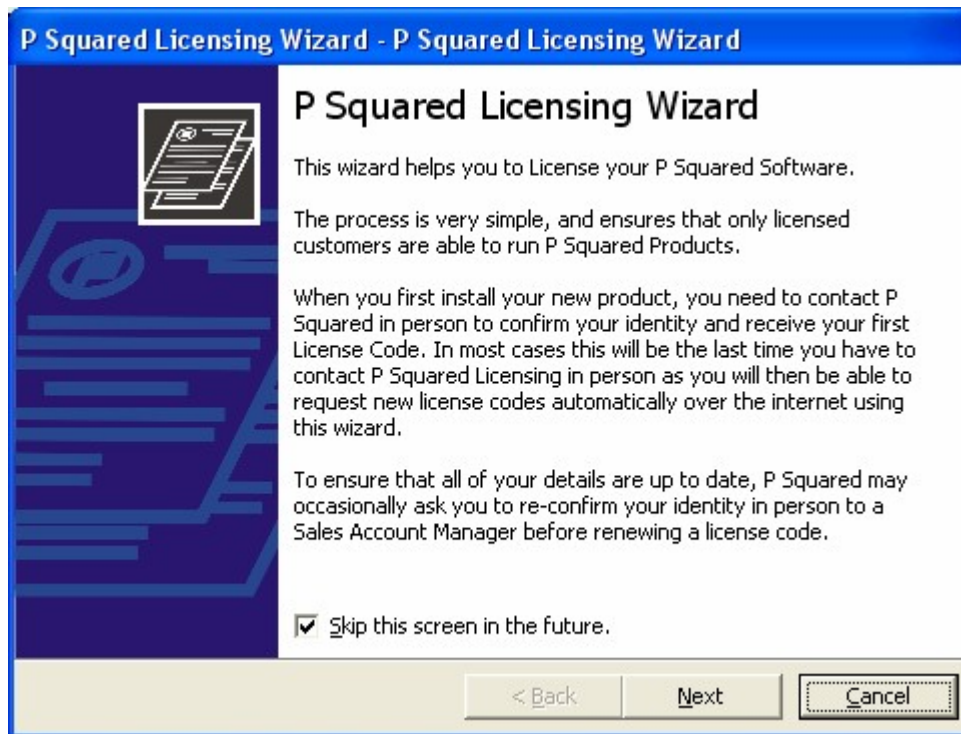 P Squared Licensing Wizard - P Squared Licensing Wizard
P Squared Licensing Wizard
This wizard helps you to License your P Squared Software.
The process is very simple, and ensures that only licensed
customers are able to run P Squared Products.
When you first install your new product, you need to contact P
Squared in person to confirm your identity and receive your first
License Code. In most cases this will be the last time you have to
contact P Squared Licensing in person as you will then be able to
request new license codes automatically over the internet using
this wizard.
To ensure that all of your details are up to date, P Squared may
occasionally ask you to re-confirm your identity in person to a
Sales Account Manager before renewing a license code.
Skip this screen in the future.
< Back Next Cancel